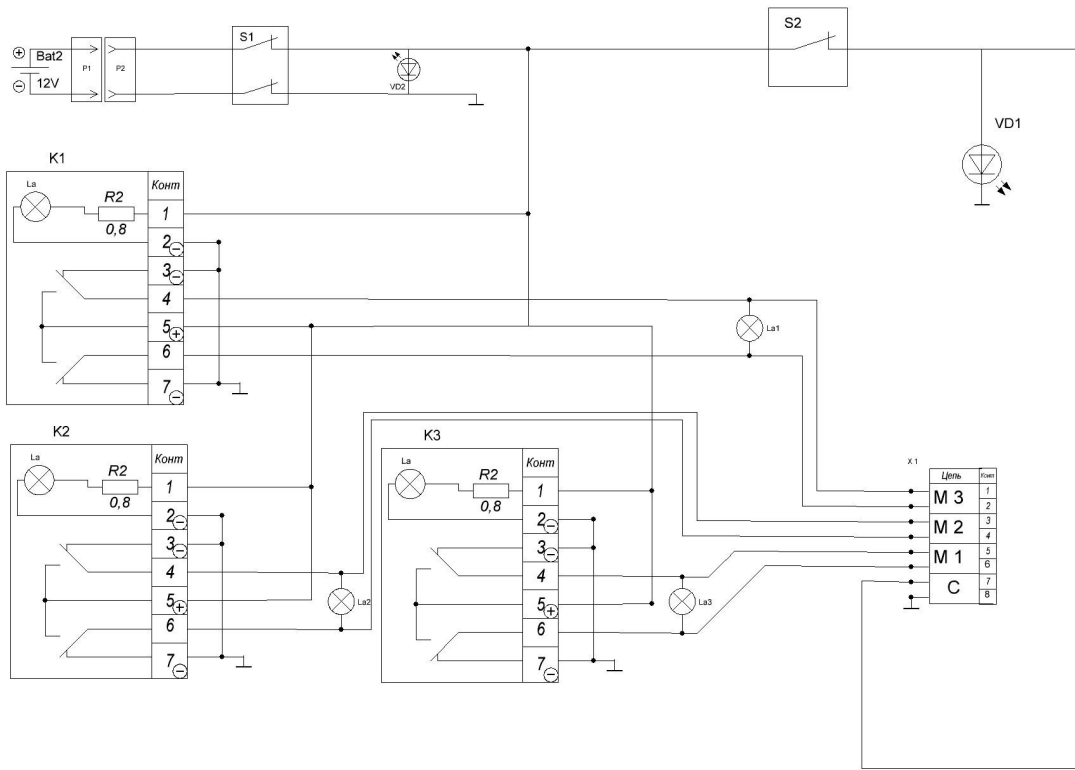 S1
S2
Bat2
P1
P2
12V
VD2
VD1
K1
La
R2
0,8
Конт
1
2
3
4
5
6
7
La1
K2
La
R2
0,8
Конт
1
2
3
4
5
6
7
La2
K3
La
R2
0,8
Конт
1
2
3
4
5
6
7
La3
X 1
Цепь
Конт
М 3
1
2
М 2
3
4
М 1
5
6
С
7
8